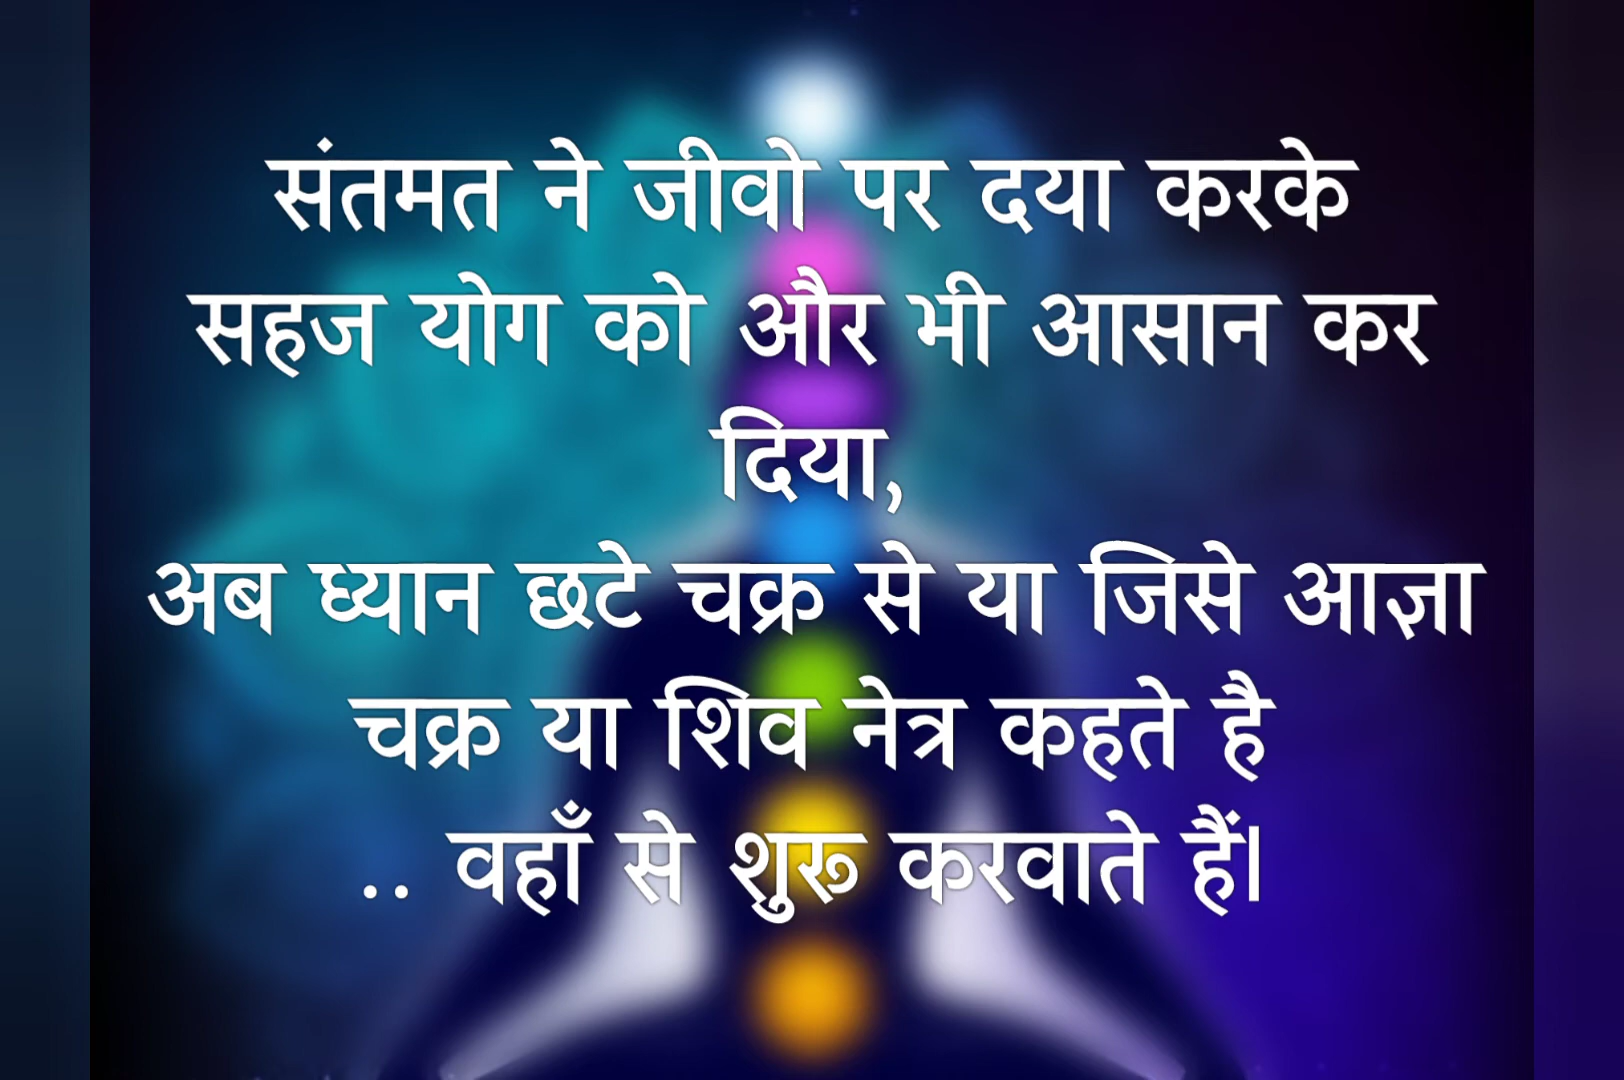 संतमत ने जीवो पर दया करके
सहज योग को और भी आसान कर
दिया,
अब ध्यान छटे चक्र से या जिसे आज्ञा
चक्र या शिव नेत्र कहते है
.. वहाँ से शुरू करवाते हैं।